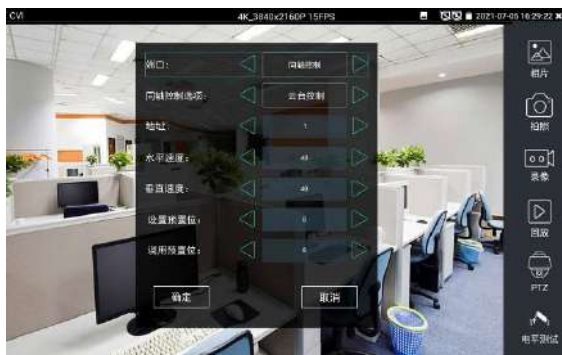 CVI 4K_3840x2160P 15FPS 2021-07-05 16:29:22
端口： 同轴控制
同轴控制选项： 云台控制
地址： 1
水平速度： 40
垂直速度： 40
设置预置位： 0
调用预置位： 0
确定 取消
相片
拍照
录像
回放
PTZ
电平测试